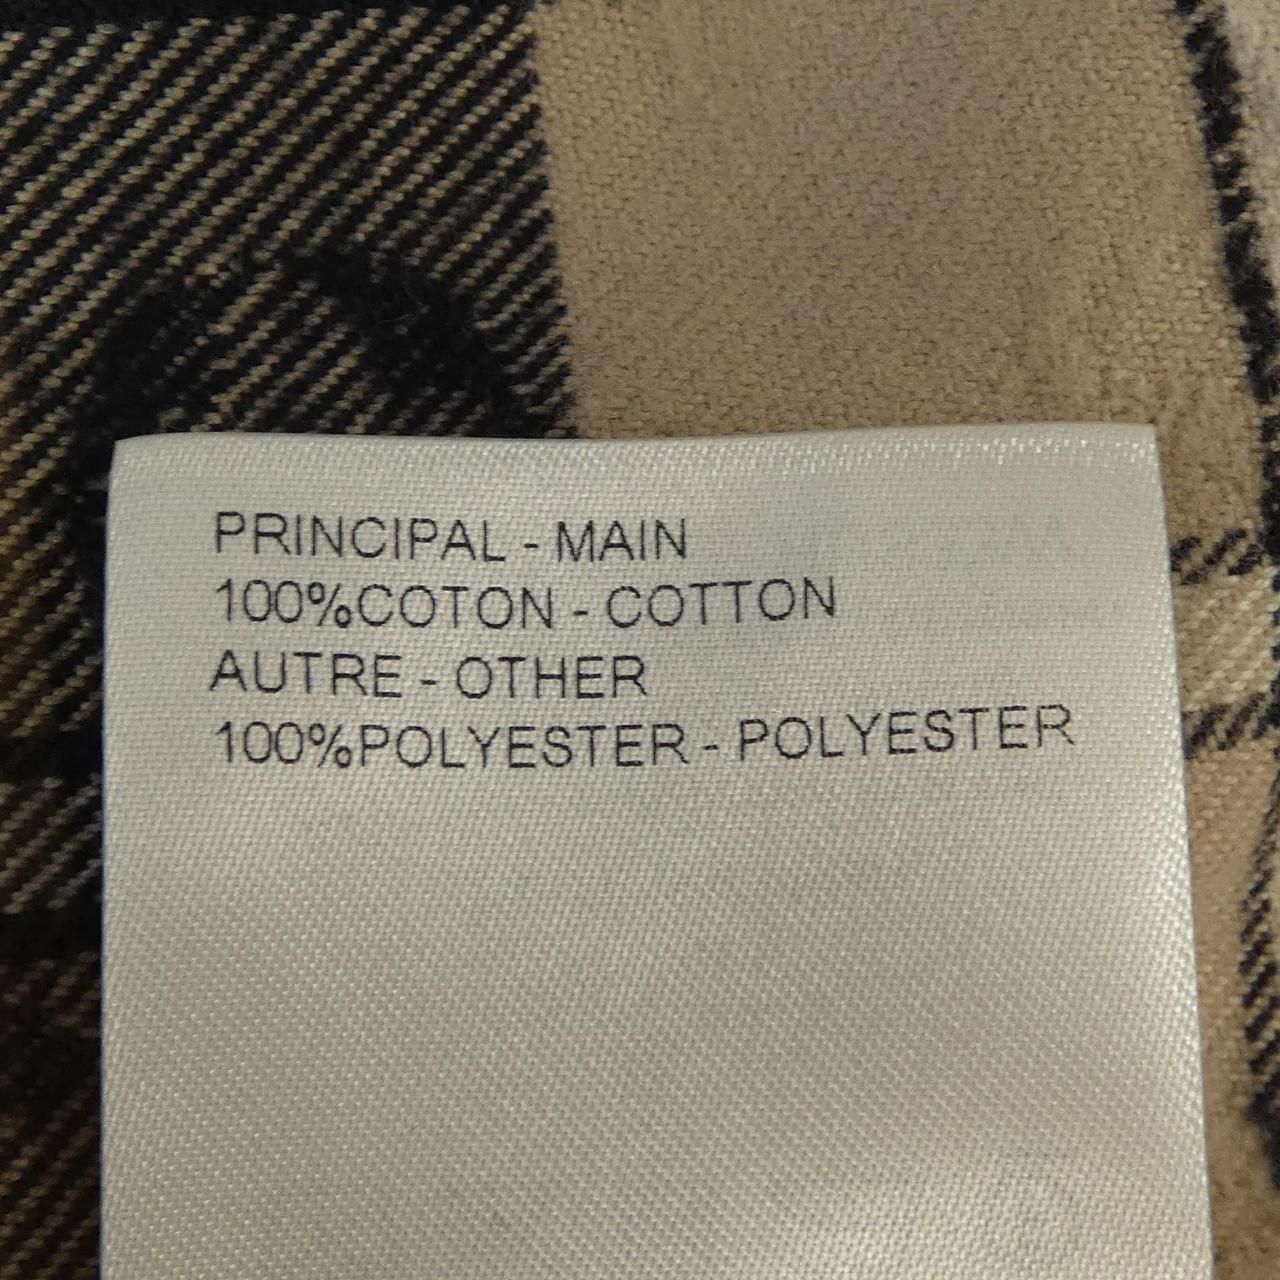 PRINCIPAL - MAIN
100%COTON - COTTON
AUTRE - OTHER
100%POLYESTER - POLYESTER